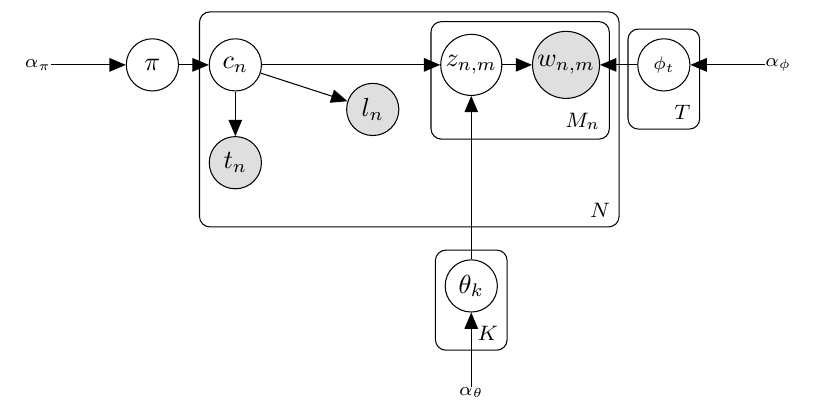 α_π π c_n z_{n,m} w_{n,m} ϕ_t α_ϕ
l_n M_n T
t_n
N
θ_k
K
α_θ